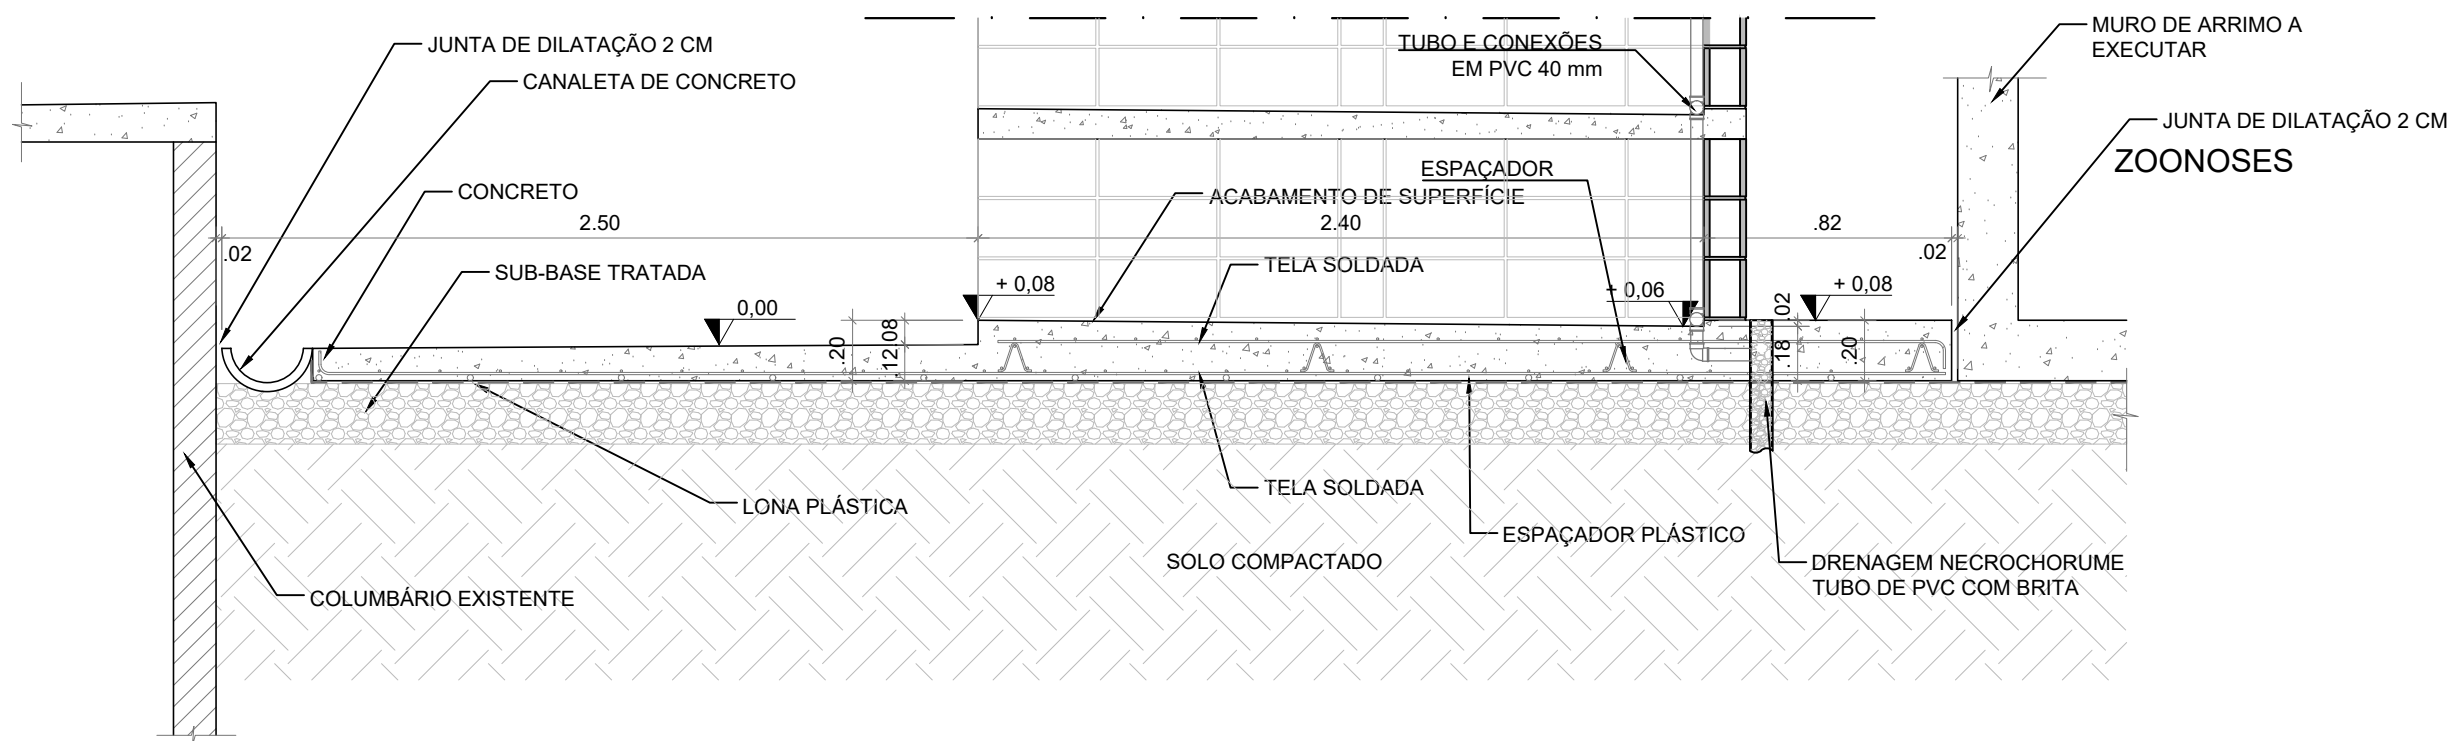 MURO DE ARRIMO A
EXECUTAR
JUNTA DE DILATAÇÃO 2 CM
TUBO E CONEXÕES
EM PVC 40 mm
CANALETA DE CONCRETO
JUNTA DE DILATAÇÃO 2 CM
ZOONOSES
ESPAÇADOR
CONCRETO
ACABAMENTO DE SUPERFÍCIE
2.50
2.40
.82
.02
.02
SUB-BASE TRATADA
TELA SOLDADA
+ 0,08
+ 0,06
+ 0,08
0,00
.02
.20
.08
.12
.18
.20
TELA SOLDADA
LONA PLÁSTICA
ESPAÇADOR PLÁSTICO
SOLO COMPACTADO
DRENAGEM NECROCHORUME
TUBO DE PVC COM BRITA
COLUMBÁRIO EXISTENTE